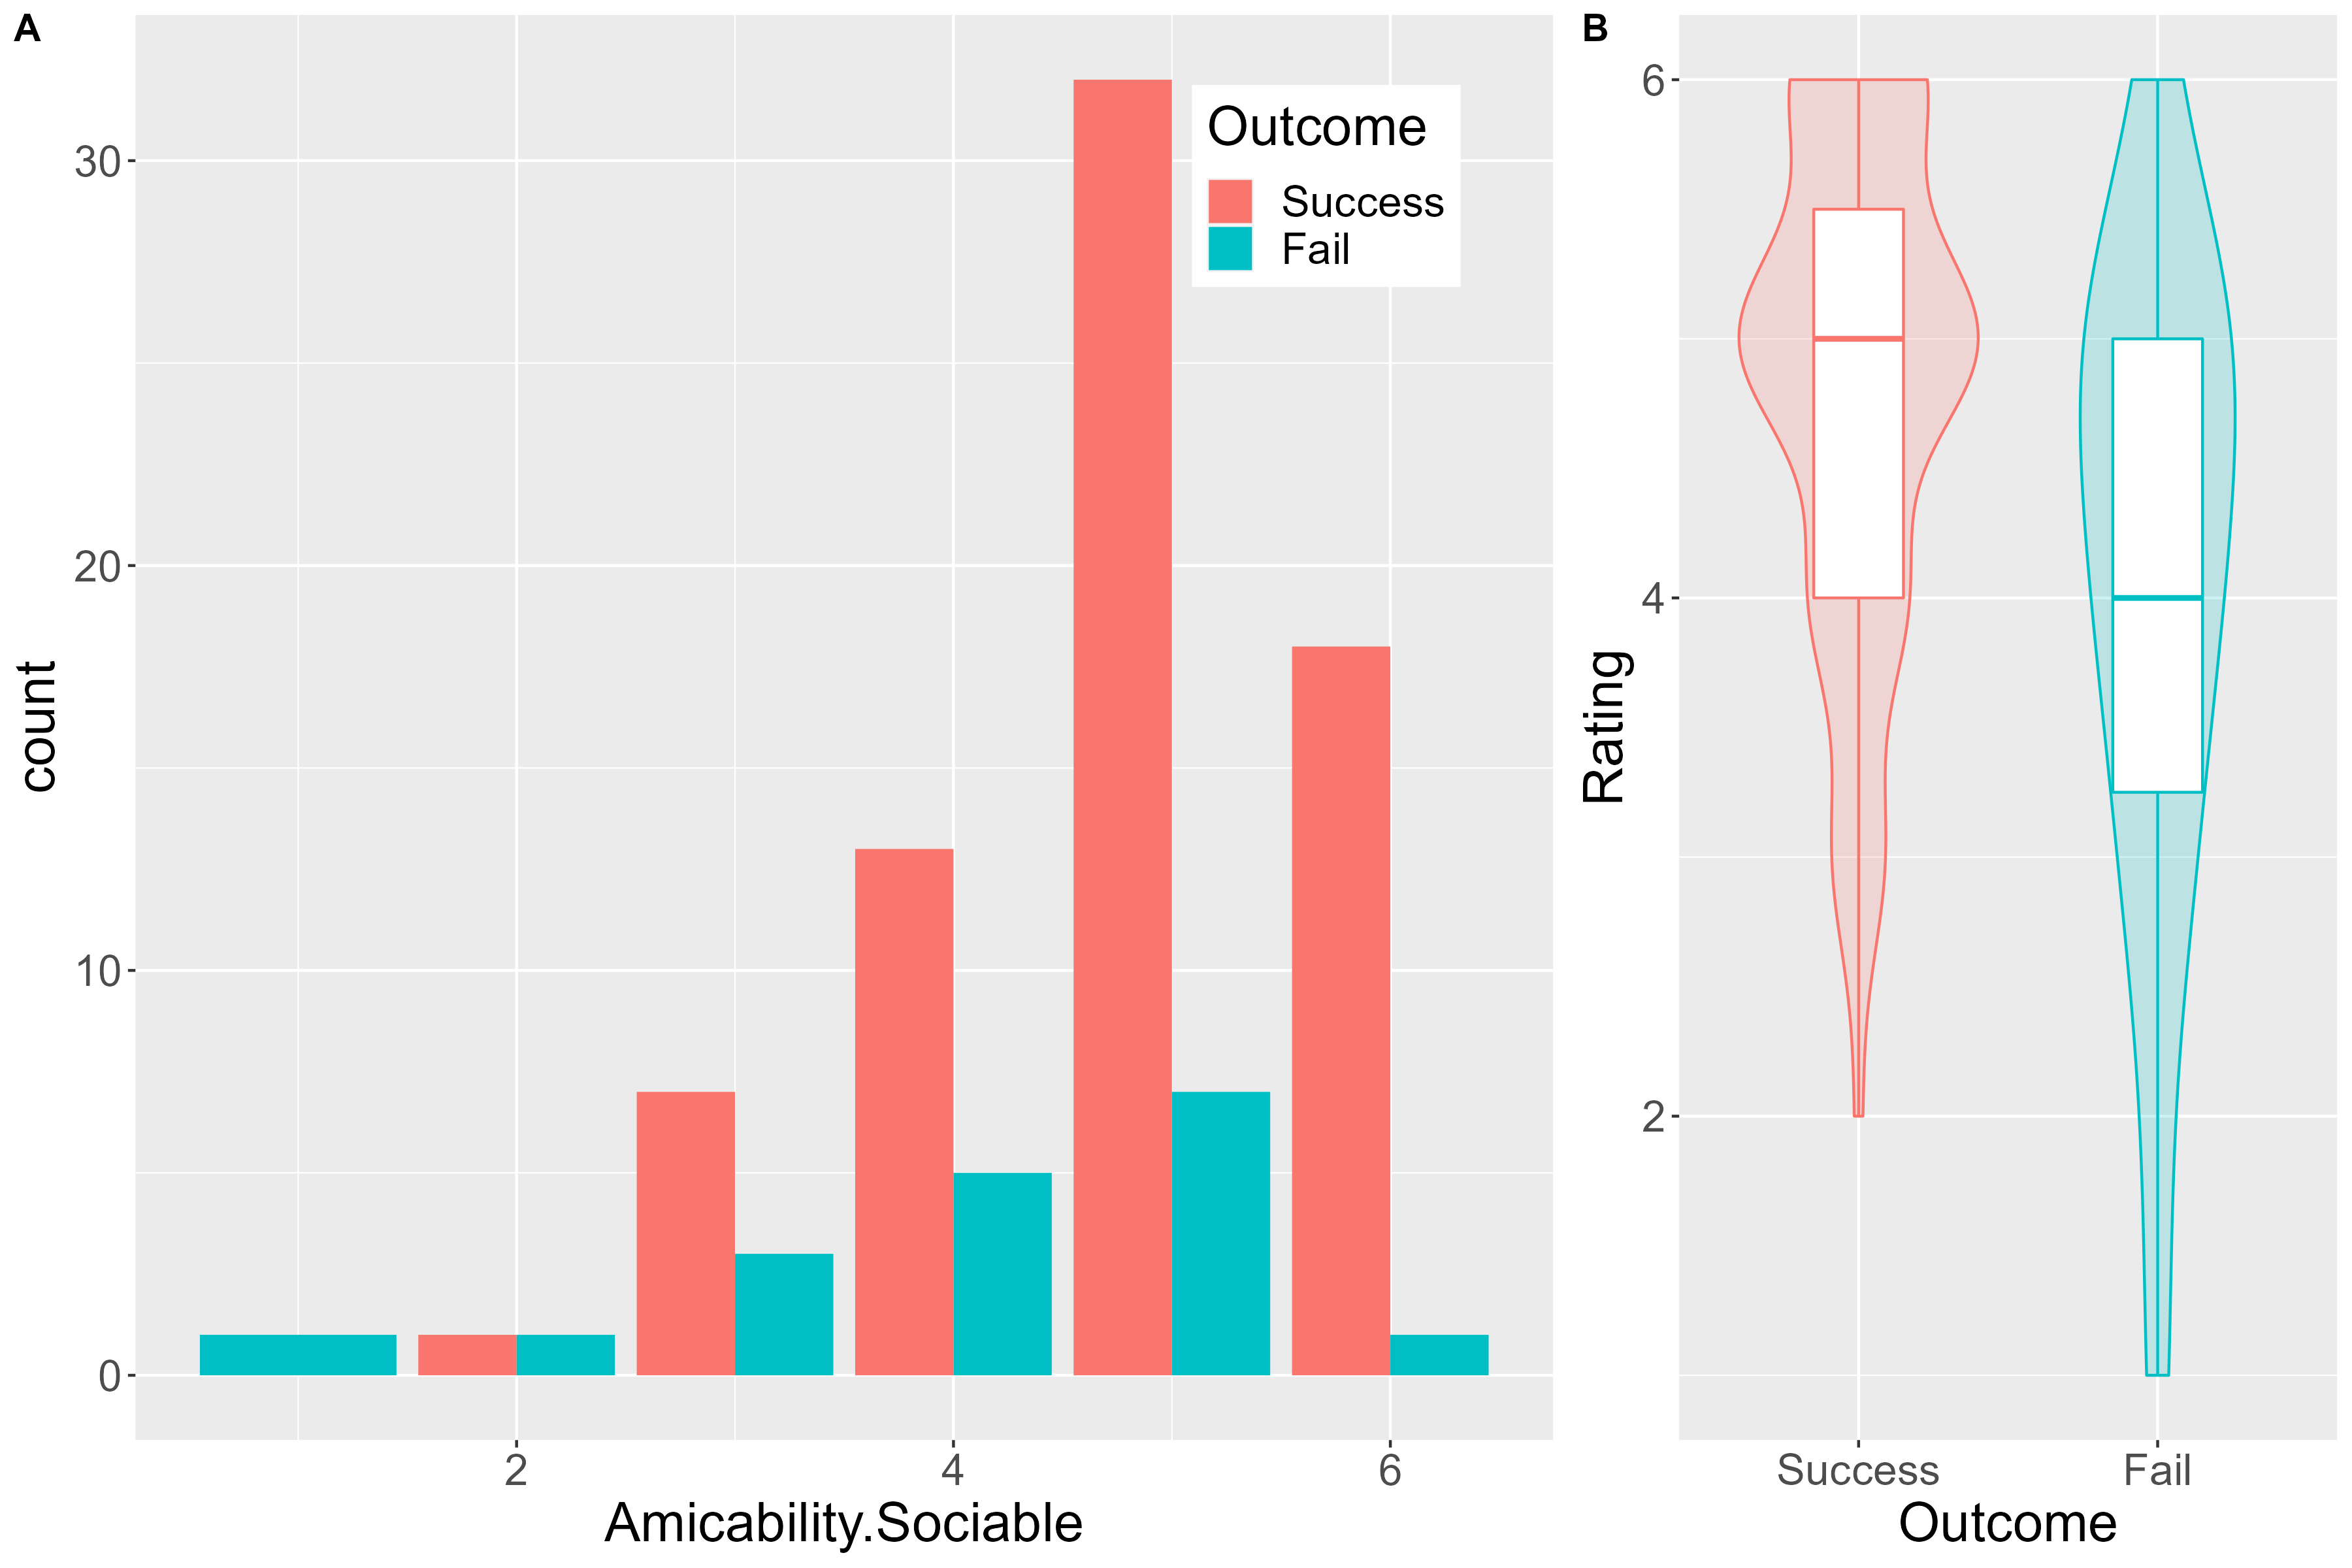 A
count
30
20
10
0
Outcome
Success
Fail
2
4
6
Amicability.Sociable
B
Rating
6
4
2
Success
Fail
Outcome